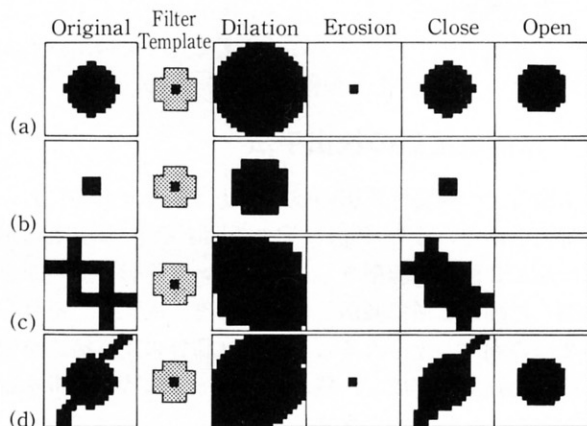 Original Filter Template Dilation Erosion Close Open
(a)
(b)
(c)
(d)